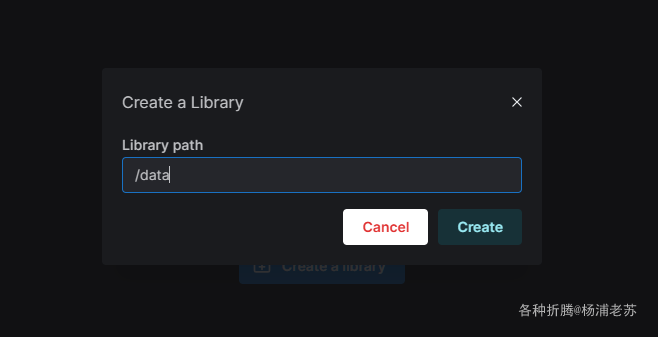 Create a Library
Library path
/data
Cancel
Create
Create a library
各种折腾@杨浦老苏